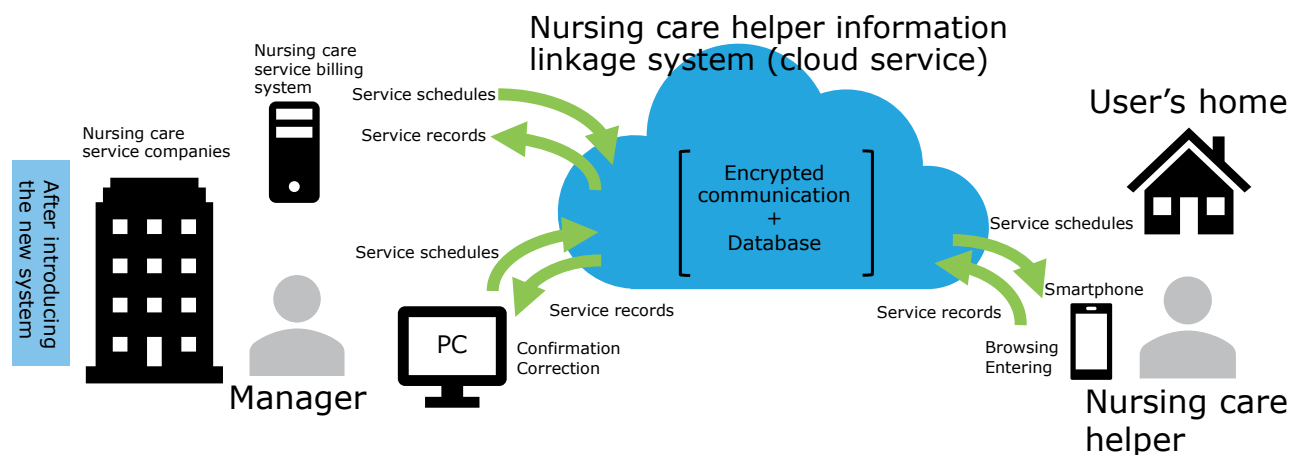 Nursing care helper information
linkage system (cloud service)
Nursing care
service billing
system
Service schedules
Service records
Nursing care
service companies
After introducing
the new system
Encrypted
communication
+
Database
User’s home
Service schedules
Service records
Service schedules
Smartphone
Service records
PC
Confirmation
Correction
Browsing
Entering
Manager
Nursing care
helper